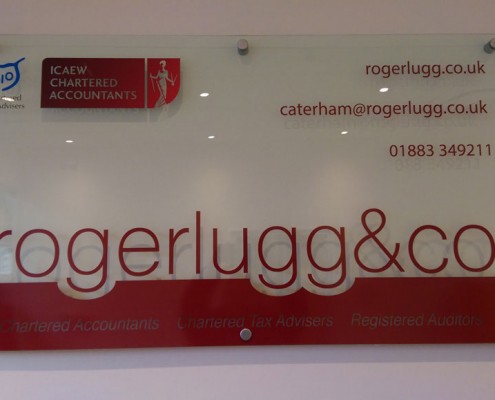 ICAEW
CHARTERED
ACCOUNTANTS
rogerlugg.co.uk
caterham@rogerlugg.co.uk
01883 349211
rogerlugg&co
Chartered Accountants Chartered Tax Advisers Registered Auditors